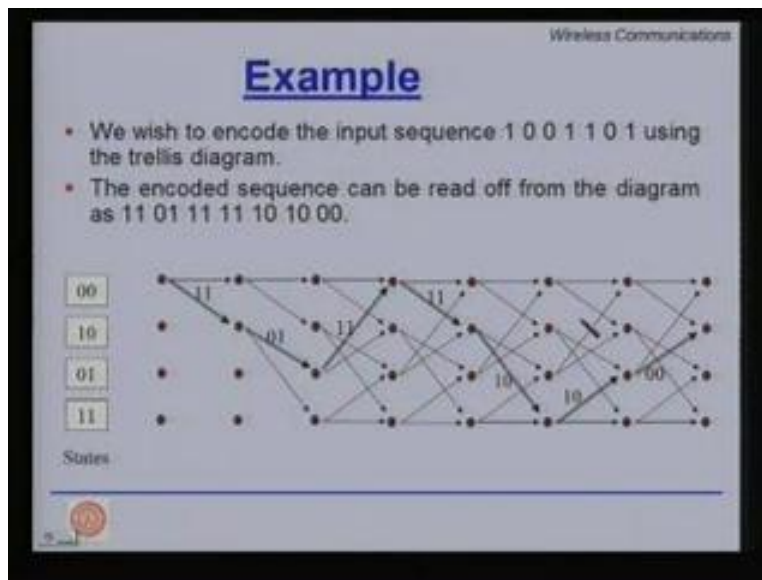 Wireless Communications
Example
• We wish to encode the input sequence 1 0 0 1 1 0 1 using
the trellis diagram.
• The encoded sequence can be read off from the diagram
as 11 01 11 11 10 10 00.
00
10
01
11
States
11
01
11
11
10
10
00